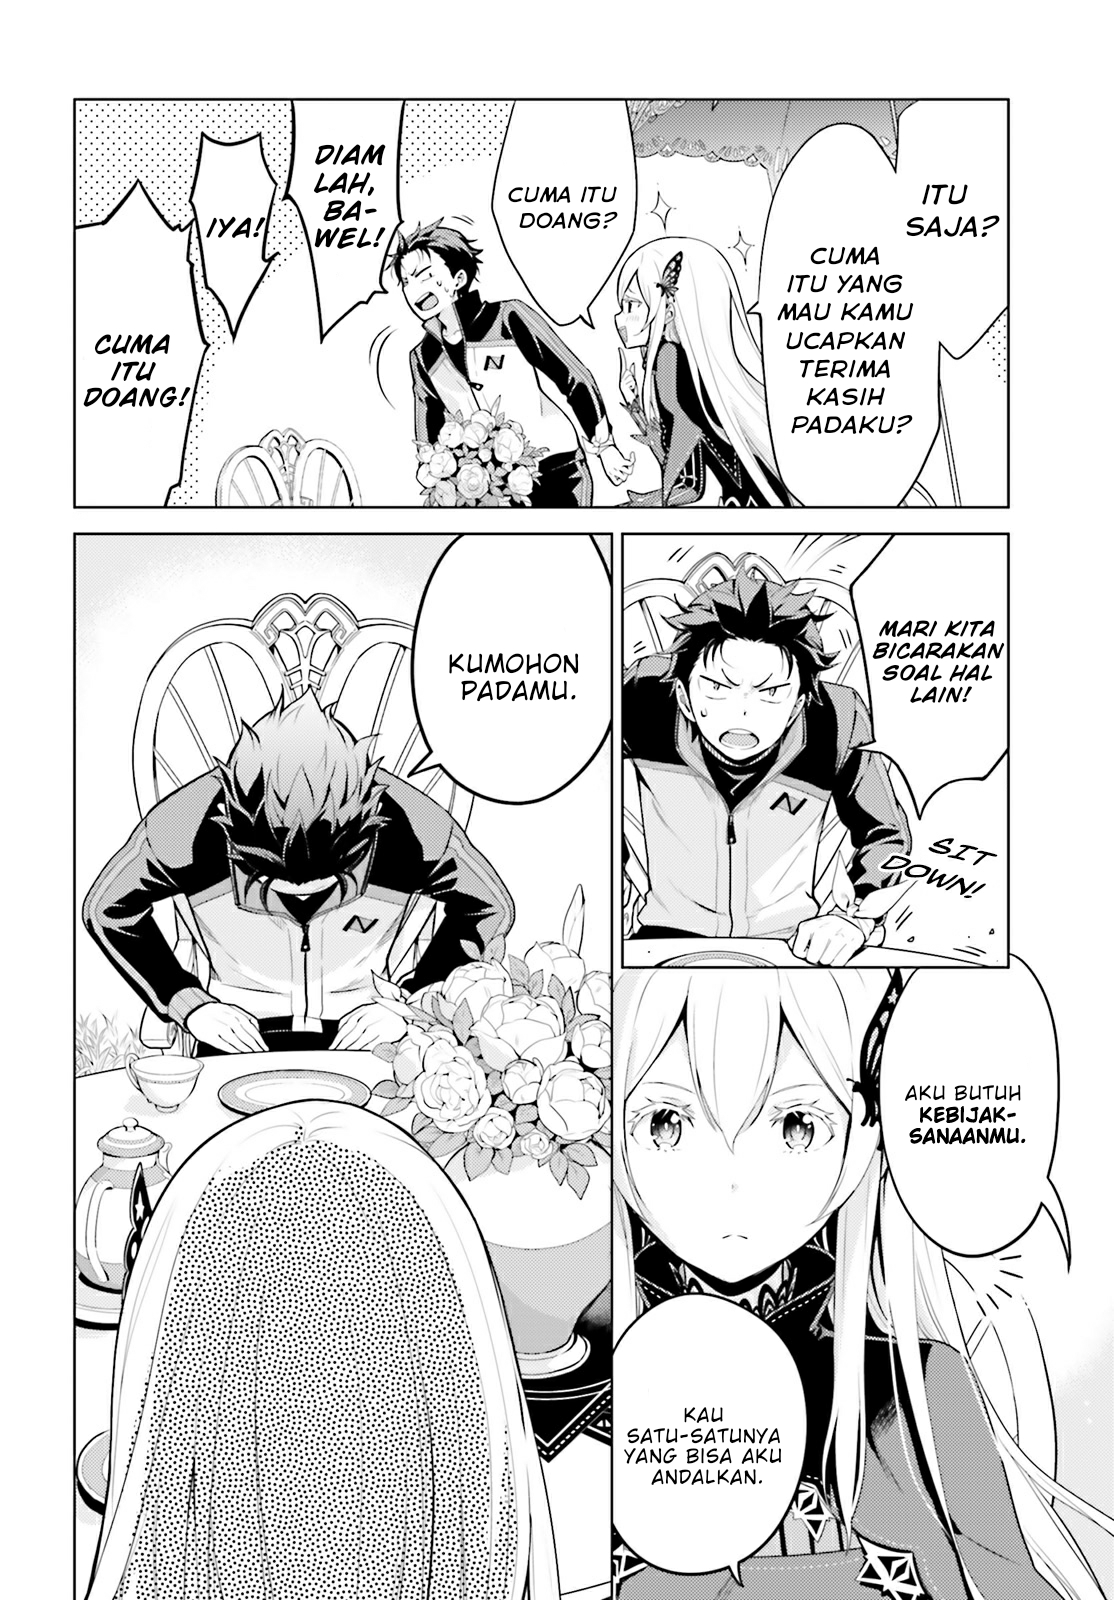 ITU
SAJA?
CUMA
ITU YANG
MAU KAMU
UCAPKAN
TERIMA
KASIH
PADAKU?
CUMA ITU
DOANG?
DIAM
LAH,
BA-
WEL!
IYA!
CUMA
ITU
DOANG!
MARI KITA
BICARAKAN
SOAL HAL
LAIN!
SIT
DOWN!
N
AKU BUTUH
KEBIJAK-
SANAANMU.
KAU
SATU-SATUNYA
YANG BISA AKU
ANDALKAN.
KUMOHON
PADAMU.